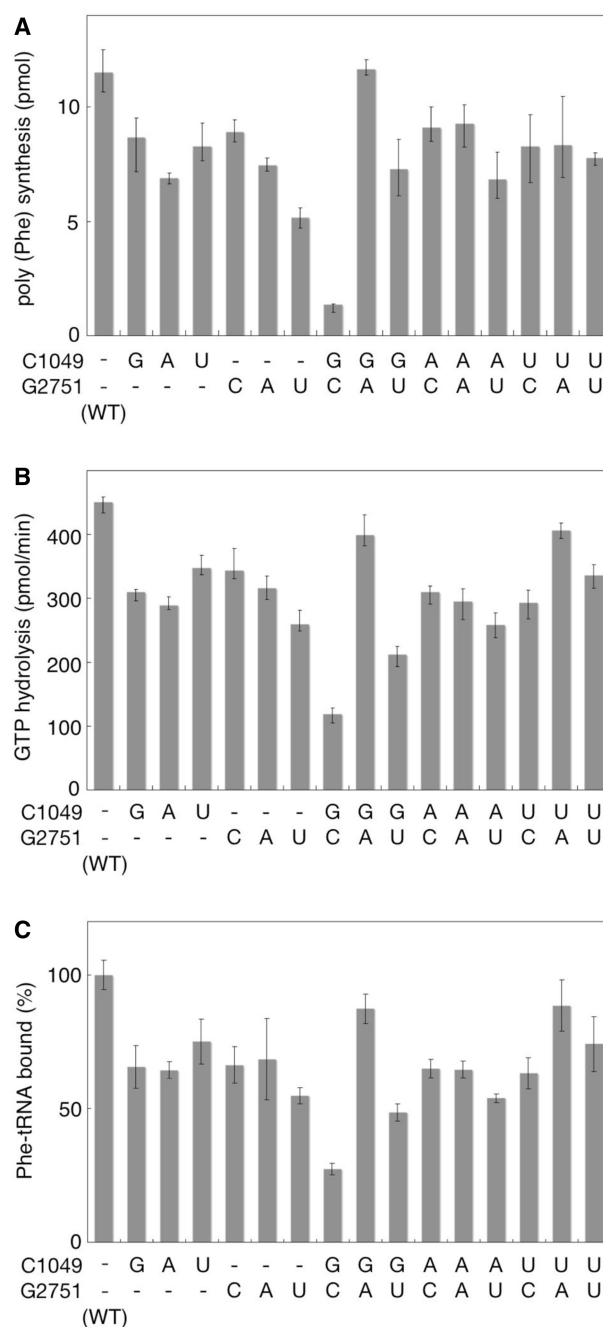 A
poly (Phe) synthesis (pmol)
10
5
0
C1049 - G A U - - - G G G A A A U U U
G2751 - - - - C A U C A U C A U C A U
(WT)
B
GTP hydrolysis (pmol/min)
400
300
200
100
0
C1049 - G A U - - - G G G A A A U U U
G2751 - - - - C A U C A U C A U C A U
(WT)
C
Phe-tRNA bound (%)
100
50
0
C1049 - G A U - - - G G G A A A U U U
G2751 - - - - C A U C A U C A U C A U
(WT)